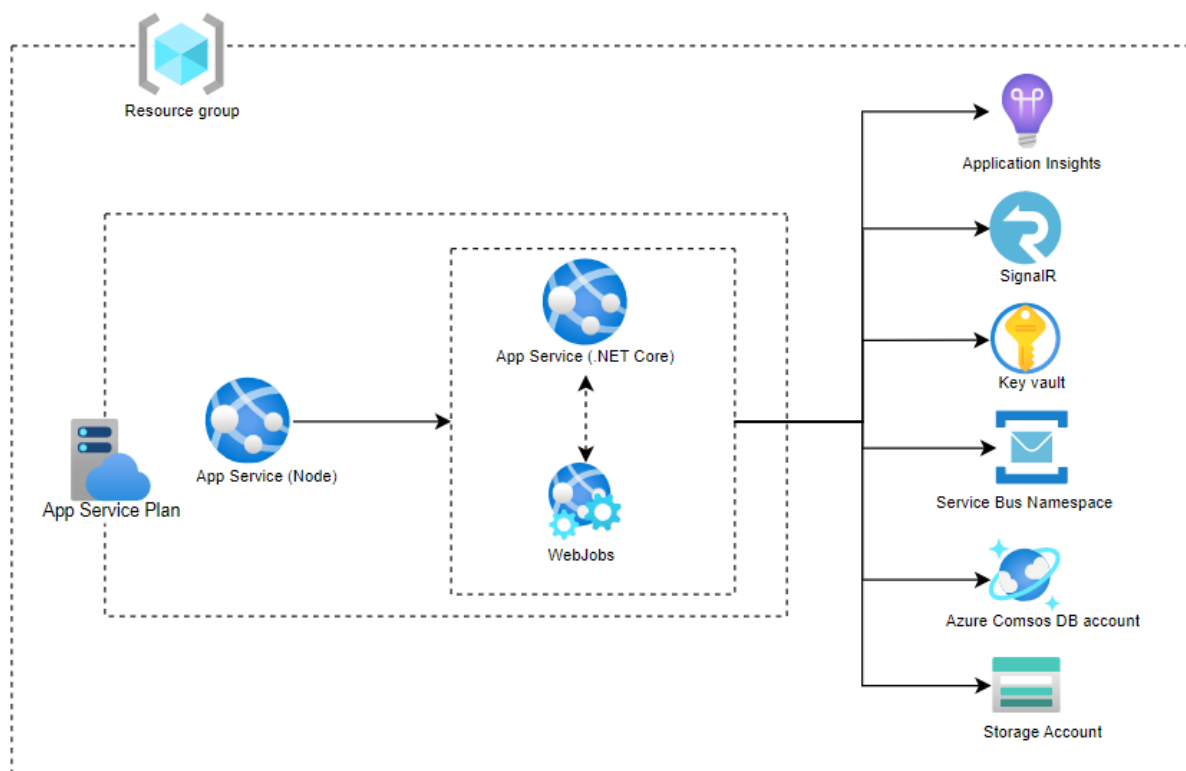 Resource group
Application Insights
SignalR
App Service (.NET Core)
Key vault
App Service (Node)
App Service Plan
Service Bus Namespace
WebJobs
Azure Comsos DB account
Storage Account